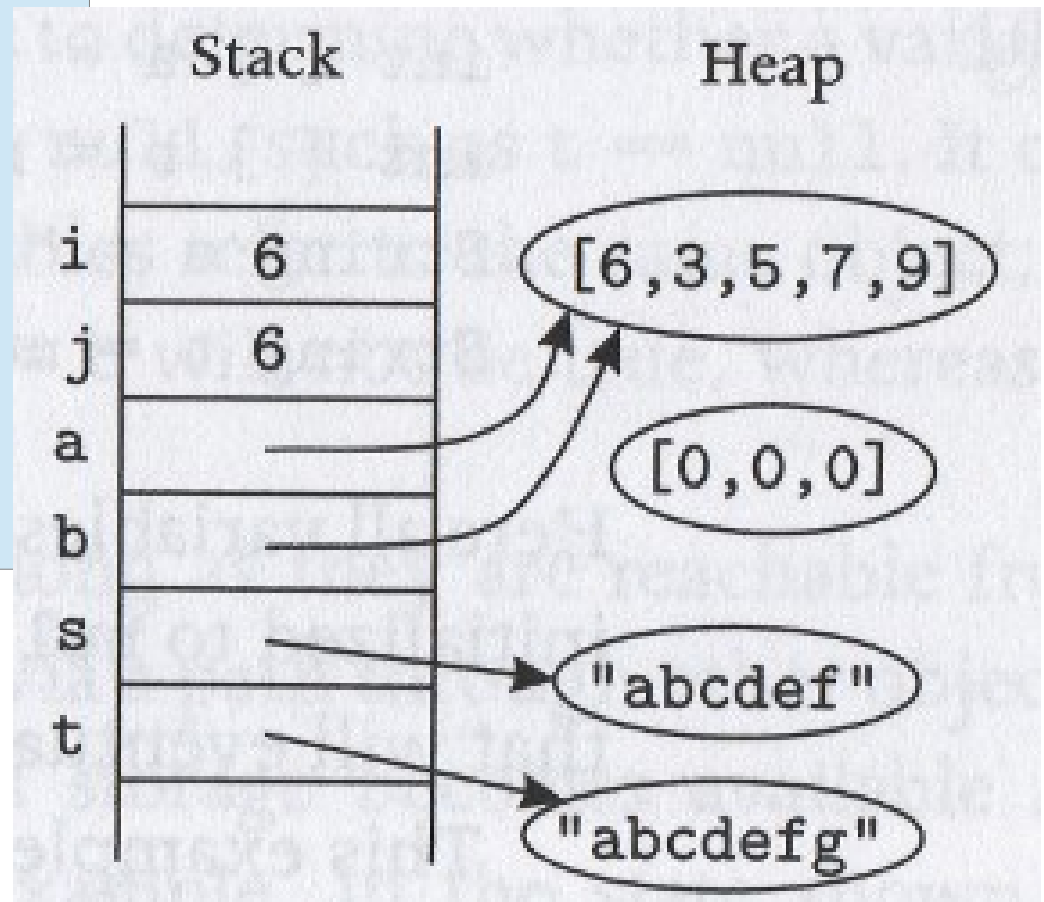 Stack Heap
i 6 [6,3,5,7,9]
j 6
a [0,0,0]
b
s "abcdef"
t "abcdefg"